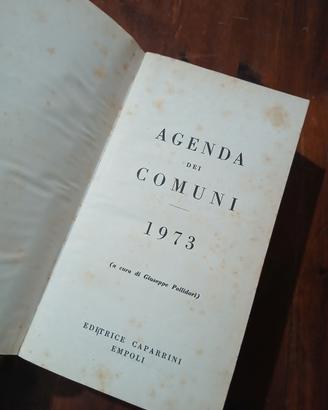 AGENDA
DEI
COMUNI
1973
(a cura di Giuseppe Pollidori)
EDITRICE CAPARRINI
EMPOLI